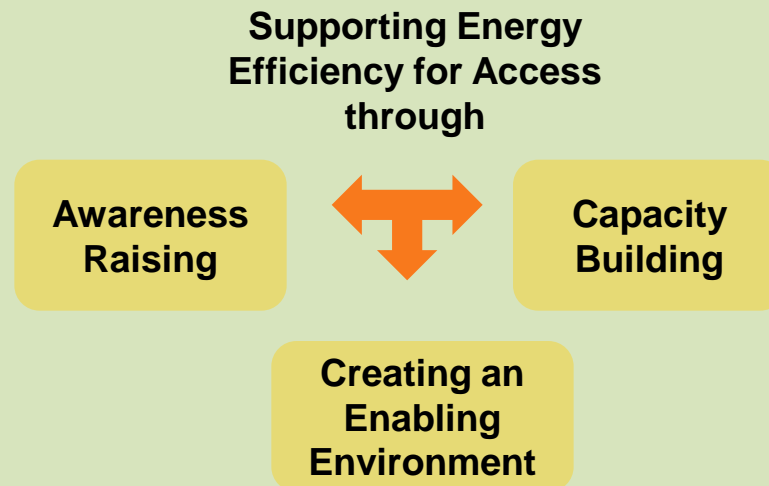 Supporting Energy
Efficiency for Access
through
Awareness
Raising
Capacity
Building
Creating an
Enabling
Environment